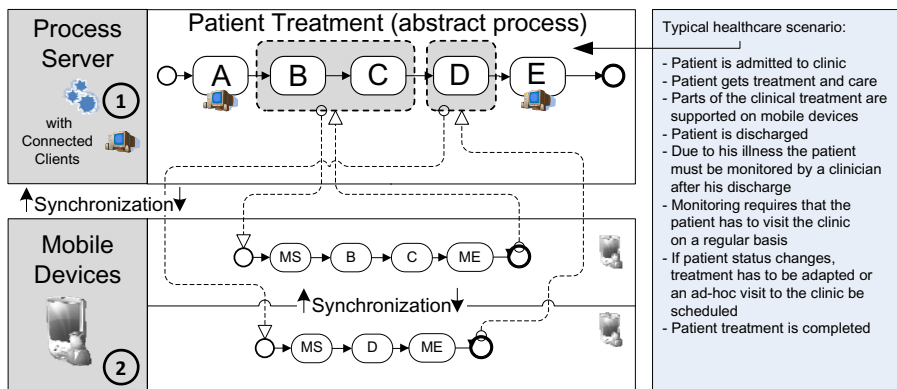 Process
Server
1
with
Connected
Clients
Patient Treatment (abstract process)
A
B
C
D
E
Synchronization
Mobile
Devices
2
MS
B
C
ME
Synchronization
MS
D
ME
Typical healthcare scenario:
- Patient is admitted to clinic
- Patient gets treatment and care
- Parts of the clinical treatment are
supported on mobile devices
- Patient is discharged
- Due to his illness the patient
must be monitored by a clinician
after his discharge
- Monitoring requires that the
patient has to visit the clinic
on a regular basis
- If patient status changes,
treatment has to be adapted or
an ad-hoc visit to the clinic be
scheduled
- Patient treatment is completed